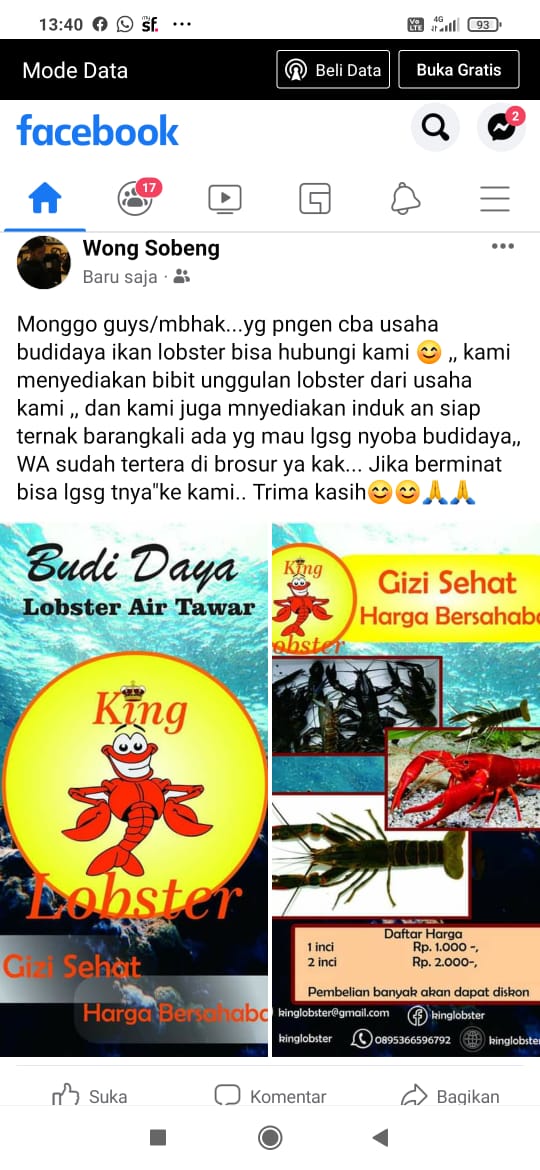 13:40
my
sf.
Vo
LTE
4G
93
Mode Data
Beli Data
Buka Gratis
facebook
2
17
Wong Sobeng
Baru saja ·
Monggo guys/mbhak...yg pngen cba usaha
budidaya ikan lobster bisa hubungi kami 😊 ,, kami
menyediakan bibit unggulan lobster dari usaha
kami ,, dan kami juga mnyediakan induk an siap
ternak barangkali ada yg mau lgsg nyoba budidaya,,
WA sudah tertera di brosur ya kak... Jika berminat
bisa lgsg tnya"ke kami.. Trima kasih😊😊🙏🙏
Budi Daya
Lobster Air Tawar
King
Lobster
Gizi Sehat
Harga Bersahaba
King
obster
Gizi Sehat
Harga Bersahaba
Daftar Harga
1 inci Rp. 1.000 -,
2 inci Rp. 2.000-,
Pembelian banyak akan dapat diskon
kinglobster@gmail.com
kinglobster
kinglobster
0895366596792
kinglobste
Suka
Komentar
Bagikan